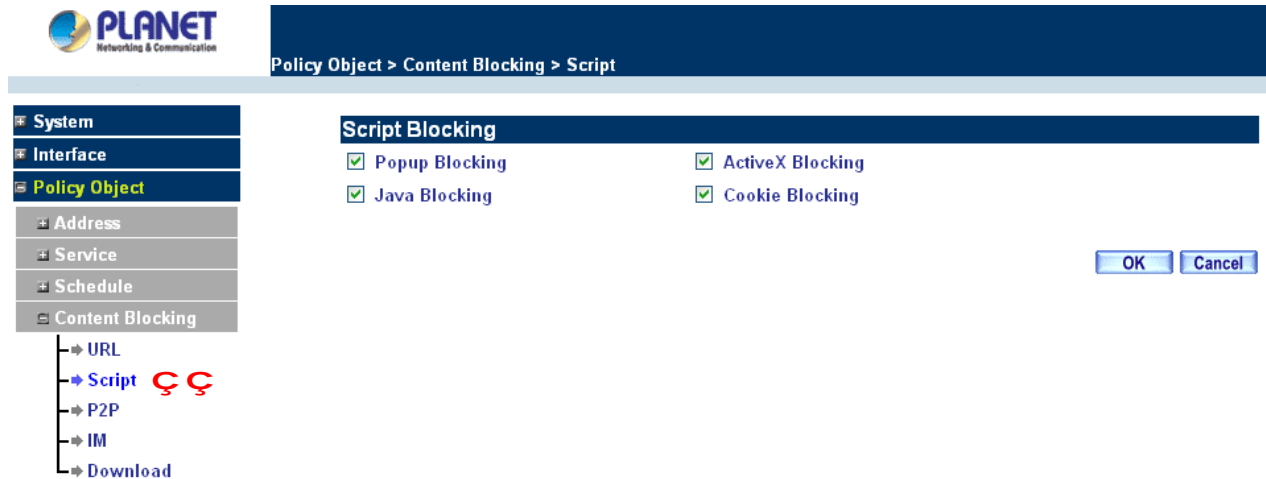 PLANET
Networking & Communication
Policy Object > Content Blocking > Script
System
Interface
Policy Object
Address
Service
Schedule
Content Blocking
URL
Script Ç Ç
P2P
IM
Download
Script Blocking
Popup Blocking ActiveX Blocking
Java Blocking Cookie Blocking
OK Cancel